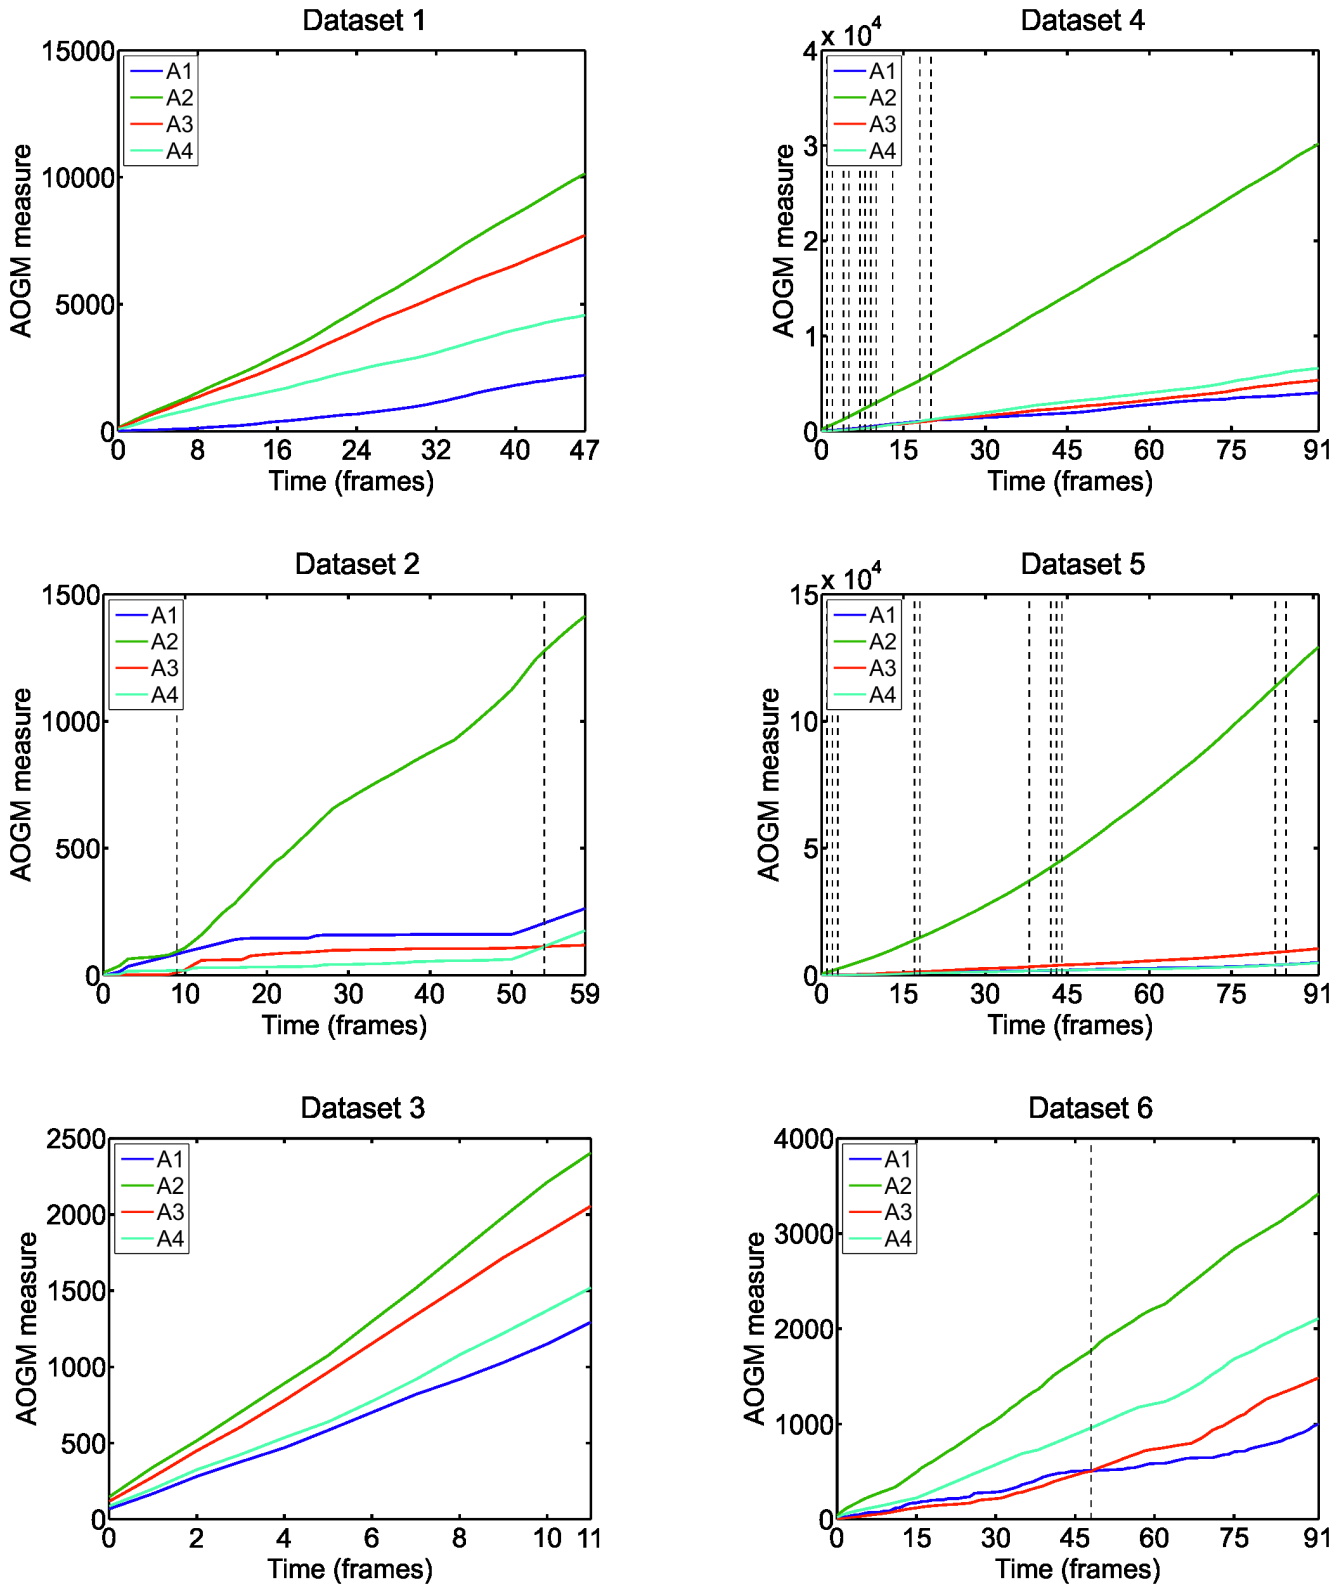 Dataset 1
15000
10000
5000
0
AOGM measure
A1
A2
A3
A4
0 8 16 24 32 40 47
Time (frames)
Dataset 4
x 10^4
4
3
2
1
0
AOGM measure
A1
A2
A3
A4
0 15 30 45 60 75 91
Time (frames)
Dataset 2
1500
1000
500
0
AOGM measure
A1
A2
A3
A4
0 10 20 30 40 50 59
Time (frames)
Dataset 5
x 10^4
15
10
5
0
AOGM measure
A1
A2
A3
A4
0 15 30 45 60 75 91
Time (frames)
Dataset 3
2500
2000
1500
1000
500
0
AOGM measure
A1
A2
A3
A4
0 2 4 6 8 10 11
Time (frames)
Dataset 6
4000
3000
2000
1000
0
AOGM measure
A1
A2
A3
A4
0 15 30 45 60 75 91
Time (frames)